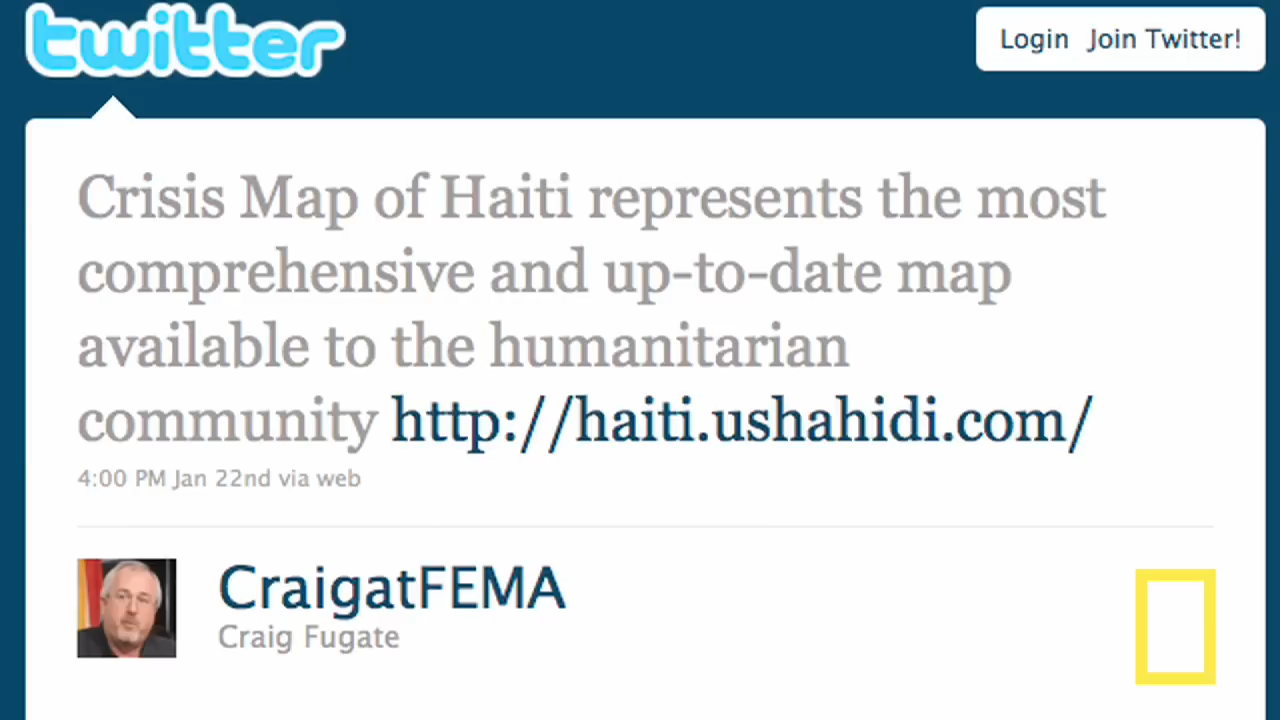 twitter
Login Join Twitter!
Crisis Map of Haiti represents the most
comprehensive and up-to-date map
available to the humanitarian
community http://haiti.ushahidi.com/
4:00 PM Jan 22nd via web
CraigatFEMA
Craig Fugate